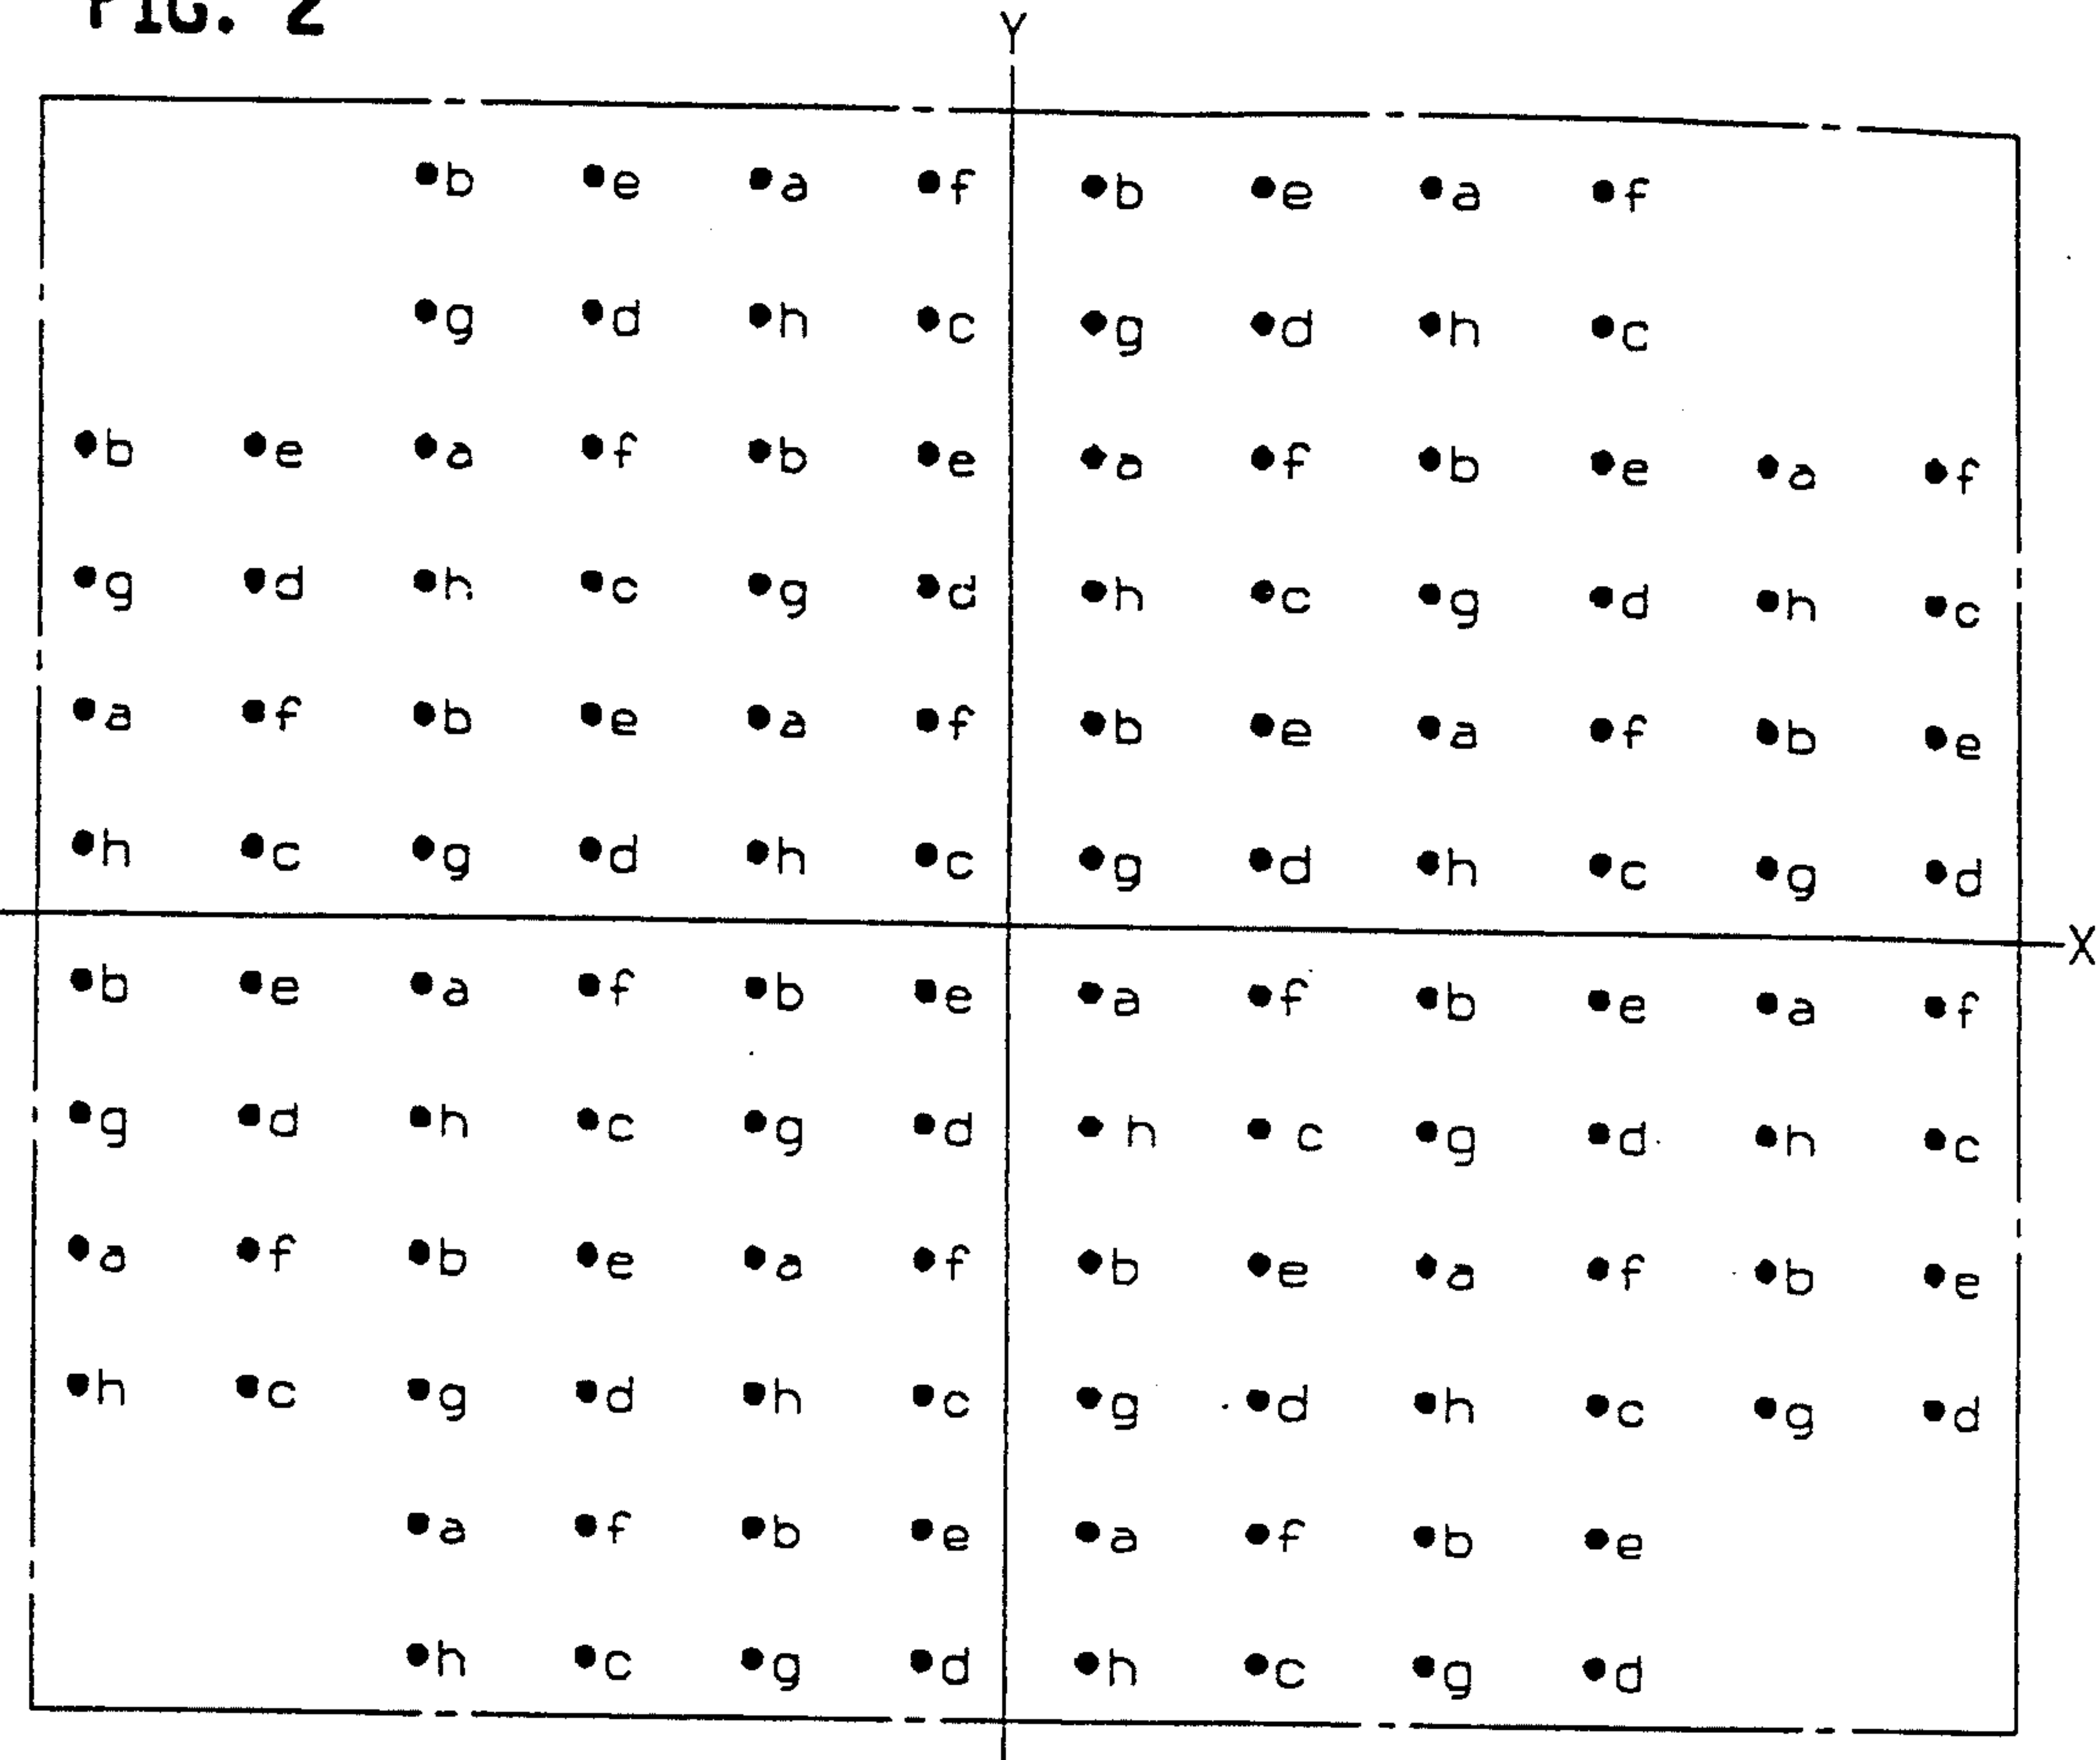 FIG. 2
Y
b e a f b e a f
g d h c g d h c
b e a f b e a f b e a f
g d h c g d h c g d h c
a f b e a f b e a f b e
h c g d h c g d h c g d
X
b e a f b e a f b e a f
g d h c g d h c g d h c
a f b e a f b e a f b e
h c g d h c g d h c g d
a f b e a f b e
h c g d h c g d